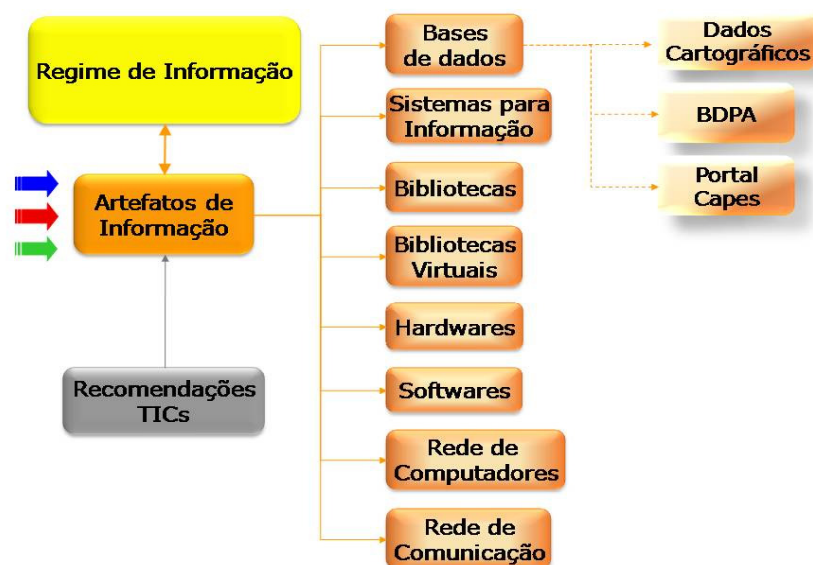 Regime de Informação
Artefatos de
Informação
Recomendações
TICs
Bases
de dados
Sistemas para
Informação
Bibliotecas
Bibliotecas
Virtuais
Hardwares
Softwares
Rede de
Computadores
Rede de
Comunicação
Dados
Cartográficos
BDPA
Portal
Capes